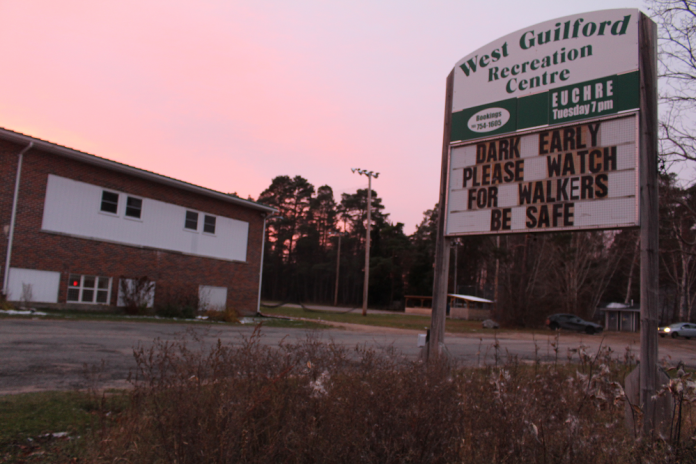 West Guilford
Recreation
Centre
EUCHRE
Tuesday 7 pm
Bookings
754-1605
DARK EARLY
PLEASE WATCH
FOR WALKERS
BE SAFE